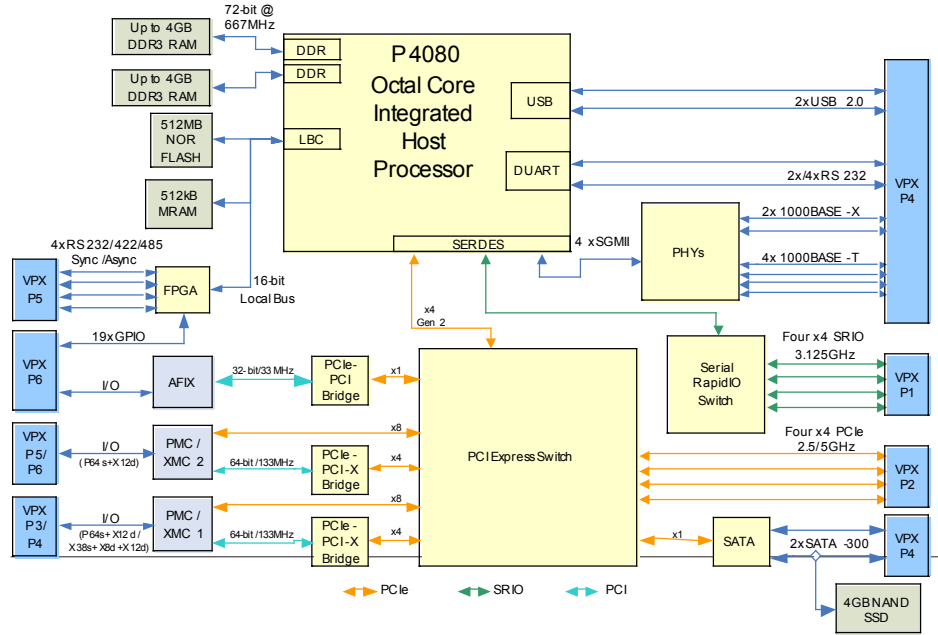 72-bit @
667MHz
Up to 4GB
DDR3 RAM
Up to 4GB
DDR3 RAM
512MB
NOR
FLASH
512kB
MRAM
DDR
DDR
LBC
P4080
Octal Core
Integrated
Host
Processor
USB
DUART
SERDES
2xUSB 2.0
2x/4xRS 232
VPX
P4
4 xSGMII
PHYs
2x 1000BASE -X
4x 1000BASE -T
4xRS 232/422/485
Sync /Async
VPX
P5
FPGA
16-bit
Local Bus
19xGPIO
VPX
P6
I/O
AFIX
32-bit/33 MHz
PCIe-
PCI
Bridge
x1
x4
Gen 2
PCI Express Switch
Serial
RapidIO
Switch
Four x4 SRIO
3.125GHz
VPX
P1
VPX
P5/
P6
I/O
(P64s+X12d)
PMC /
XMC 2
x8
64-bit /133MHz
PCIe -
PCI-X
Bridge
x4
Four x4 PCIe
2.5/5GHz
VPX
P2
VPX
P3/
P4
I/O
(P64s+ X12 d /
X38s+ X8d +X12d)
PMC /
XMC 1
x8
64-bit /133MHz
PCIe -
PCI-X
Bridge
x4
x1
SATA
2xSATA -300
VPX
P4
4GB NAND
SSD
PCIe
SRIO
PCI